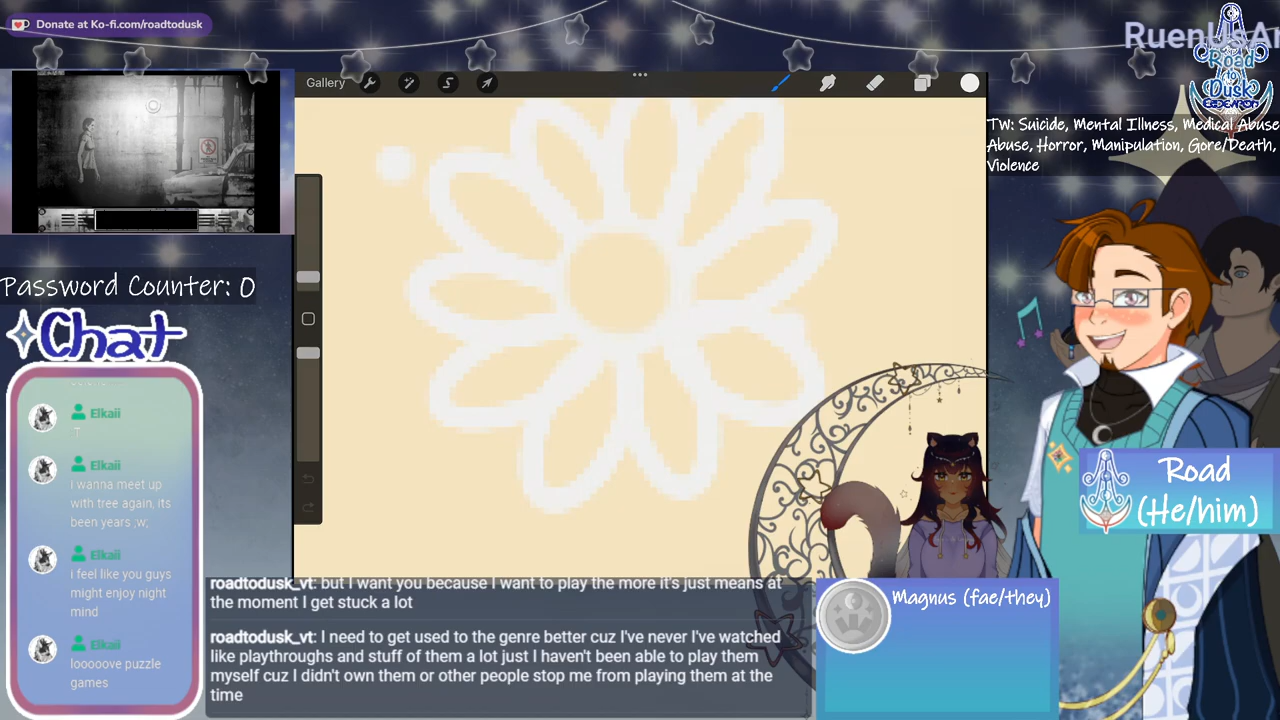 Donate at Ko-fi.com/roadtodusk
Gallery
Road
to
Dusk
TW: Suicide, Mental Illness, Medical Abuse
Abuse, Horror, Manipulation, Gore/Death,
Violence
Password Counter: 0
Chat
Elkaii
Elkaii
i wanna meet up
with tree again, its
been years ;w;
Elkaii
i feel like you guys
might enjoy night
mind
Elkaii
looooove puzzle
games
roadtodusk_vt: but I want you because I want to play the more it's just means at
the moment I get stuck a lot
roadtodusk_vt: I need to get used to the genre better cuz I've never I've watched
like playthroughs and stuff of them a lot just I haven't been able to play them
myself cuz I didn't own them or other people stop me from playing them at the
time
Magnus (fae/they)
Road
(He/him)